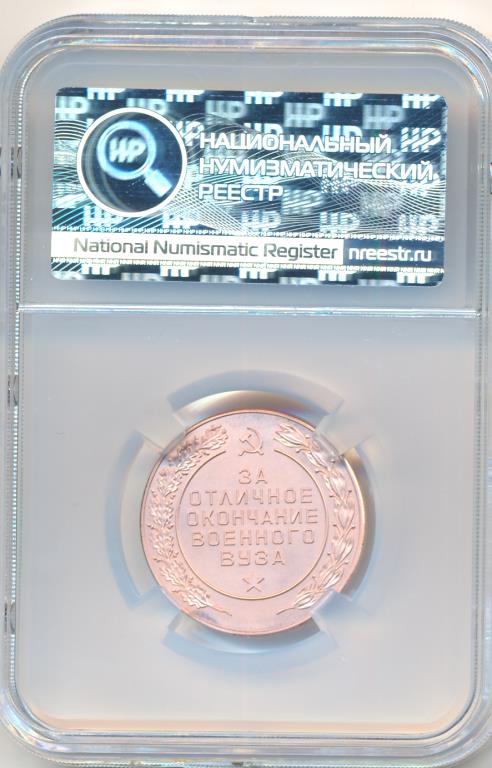 НР
НАЦИОНАЛЬНЫЙ
НУМИЗМАТИЧЕСКИЙ
РЕЕСТР
National Numismatic Register nreestr.ru
ЗА
ОТЛИЧНОЕ
ОКОНЧАНИЕ
ВОЕННОГО
ВУЗА